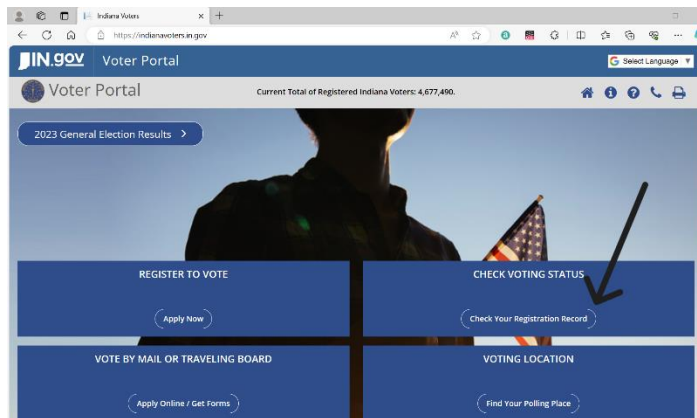 Indiana Voters
https://indianavoters.in.gov
IN.gov Voter Portal
Select Language
Voter Portal
Current Total of Registered Indiana Voters: 4,677,490.
2023 General Election Results
REGISTER TO VOTE
Apply Now
CHECK VOTING STATUS
Check Your Registration Record
VOTE BY MAIL OR TRAVELING BOARD
Apply Online / Get Forms
VOTING LOCATION
Find Your Polling Place